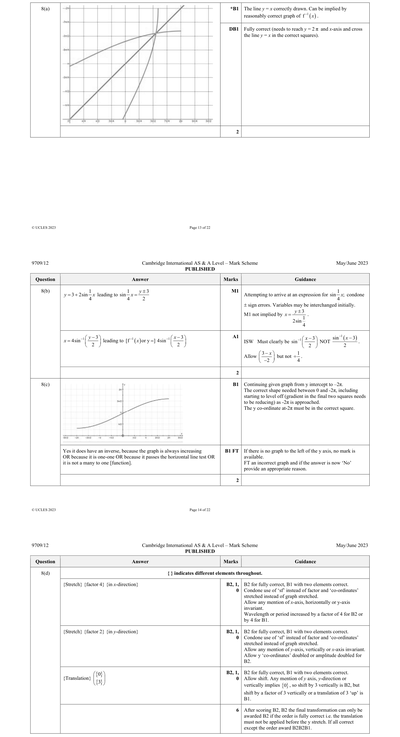 8(a)
*B1
The line y = x correctly drawn. Can be implied by
reasonably correct graph of f⁻¹(x).
DB1
Fully correct (needs to reach y = 2π and x-axis and cross
the line y = x in the correct squares).
2
© UCLES 2023
Page 15 of 22
9709/12
Cambridge International AS & A Level – Mark Scheme
PUBLISHED
May/June 2023
Question
Answer
Marks
Guidance
8(b)
y = 3 + 2sin 1/4 x leading to sin 1/4 x = (y ± 3)/2
M1
Attempting to arrive at an expression for sin 1/4 x; condone
± sign errors. Variables may be interchanged initially.
M1 not implied by x = (y ± 3)/(2sin 1/4)
x = 4sin⁻¹((y − 3)/2) leading to [f⁻¹(x) or y =] 4sin⁻¹((x − 3)/2)
A1
ISW Must clearly be sin⁻¹((x − 3)/2) NOT sin⁻¹(x − 3)/2
Allow ((3 − x)/−2) but not ÷ 1/4.
2
8(c)
B1
Continuing given graph from y intercept to -2π.
The correct shape needed between 0 and -2π, including
starting to level off (gradient in the final two squares needs
to be reducing) as -2π is approached.
The y co-ordinate at-2π must be in the correct square.
Yes it does have an inverse, because the graph is always increasing
OR because it is one-one OR because it passes the horizontal line test OR
it is not a many to one [function].
B1 FT
If there is no graph to the left of the y axis, no mark is
available.
FT an incorrect graph and if the answer is now ‘No’
provide an appropriate reason.
2
© UCLES 2023
Page 16 of 22
9709/12
Cambridge International AS & A Level – Mark Scheme
PUBLISHED
May/June 2023
Question
Answer
Marks
Guidance
8(d)
{ } indicates different elements throughout.
{Stretch} {factor 4} {in x-direction}
B2, 1, 0
B2 for fully correct, B1 with two elements correct.
Condone use of ‘sf’ instead of factor and ‘co-ordinates’
stretched instead of graph stretched.
Allow any mention of x-axis, horizontally or y-axis
invariant.
Wavelength or period increased by a factor of 4 for B2 or
by 4 for B1.
{Stretch} {factor 2} {in y-direction}
B2, 1, 0
B2 for fully correct, B1 with two elements correct.
Condone use of ‘sf’ instead of factor and ‘co-ordinates’
stretched instead of graph stretched.
Allow any mention of y-axis, vertically or x-axis invariant.
Allow y ‘co-ordinates’ doubled or amplitude doubled for
B2.
{Translation} {(0)} {(3)}
B2, 1, 0
B2 for fully correct, B1 with two elements correct.
Allow shift. Any mention of y axis, y-direction or
vertically implies {0}, so shift by 3 vertically is B2, but
shift by a factor of 3 vertically or a translation of 3 ‘up’ is
B1.
6
After scoring B2, B2 the final transformation can only be
awarded B2 if the order is fully correct i.e. the translation
must not be applied before the y stretch. If all correct
except the order award B2B2B1.